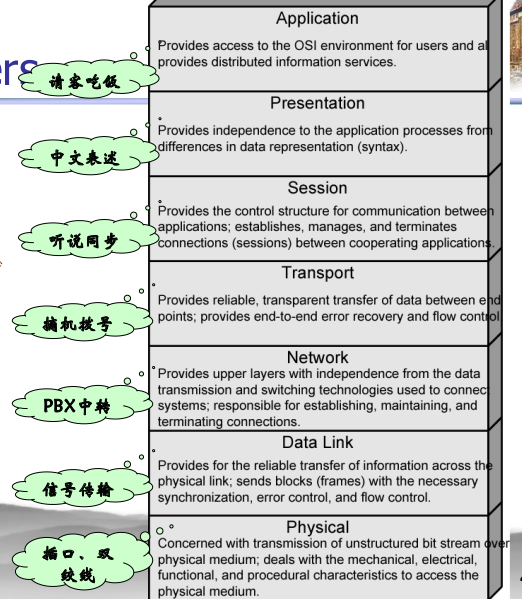 ers
Application
Provides access to the OSI environment for users and al
provides distributed information services.
请客吃饭
Presentation
Provides independence to the application processes from
differences in data representation (syntax).
中文表述
Session
Provides the control structure for communication between
applications; establishes, manages, and terminates
connections (sessions) between cooperating applications.
听说同步
Transport
Provides reliable, transparent transfer of data between end
points; provides end-to-end error recovery and flow control
摘机拨号
Network
Provides upper layers with independence from the data
transmission and switching technologies used to connect
systems; responsible for establishing, maintaining, and
terminating connections.
PBX中转
Data Link
Provides for the reliable transfer of information across the
physical link; sends blocks (frames) with the necessary
synchronization, error control, and flow control.
信号传输
Physical
Concerned with transmission of unstructured bit stream over
physical medium; deals with the mechanical, electrical,
functional, and procedural characteristics to access the
physical medium.
插口、双
绞线